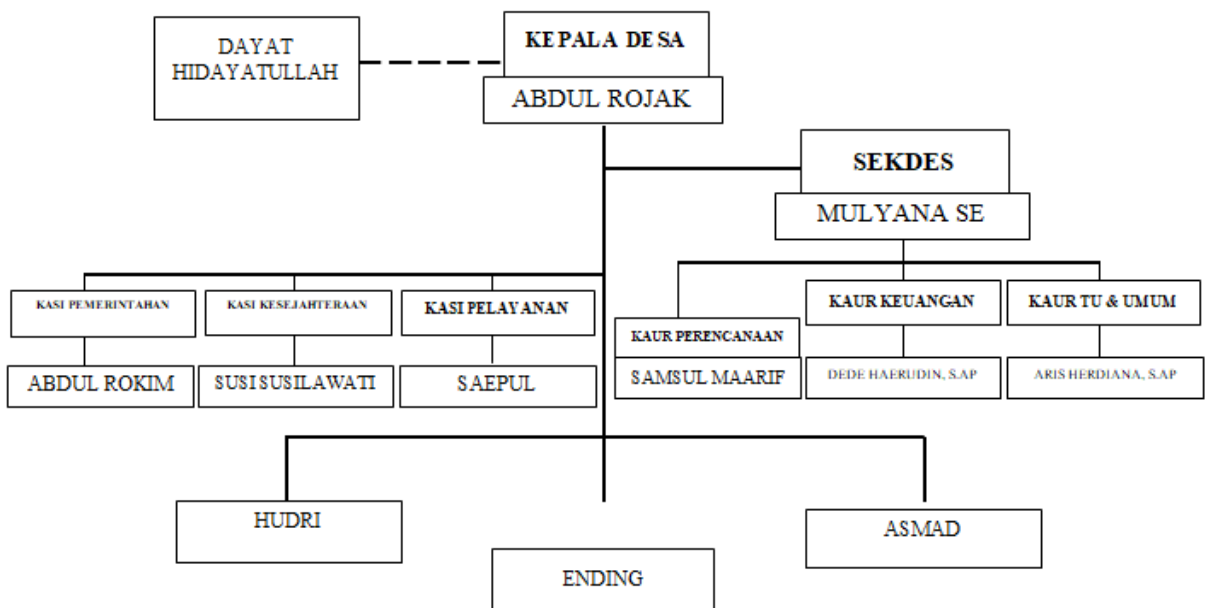 DAYAT
HIDAYATULLAH
KEPALA DESA
ABDUL ROJAK
SEKDES
MULYANA SE
KASI PEMERINTAHAN
KASI KESEJAHTERAAN
KASI PELAYANAN
KAUR PERENCANAAN
KAUR KEUANGAN
KAUR TU & UMUM
ABDUL ROKIM
SUSI SUSILAWATI
SAEPUL
SAMSUL MAARIF
DEDE HAERUDIN, S.AP
ARIS HERDIANA, S.AP
HUDRI
ENDING
ASMAD